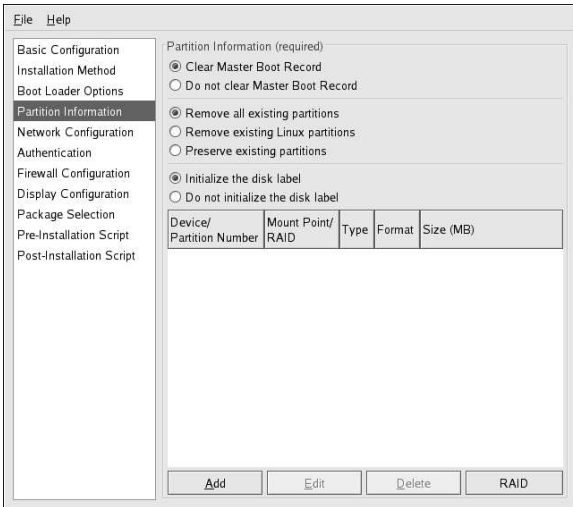 File Help
Basic Configuration
Installation Method
Boot Loader Options
Partition Information
Network Configuration
Authentication
Firewall Configuration
Display Configuration
Package Selection
Pre-Installation Script
Post-Installation Script
Partition Information (required)
Clear Master Boot Record
Do not clear Master Boot Record
Remove all existing partitions
Remove existing Linux partitions
Preserve existing partitions
Initialize the disk label
Do not initialize the disk label
Device/
Partition Number
Mount Point/
RAID
Type
Format
Size (MB)
Add
Edit
Delete
RAID